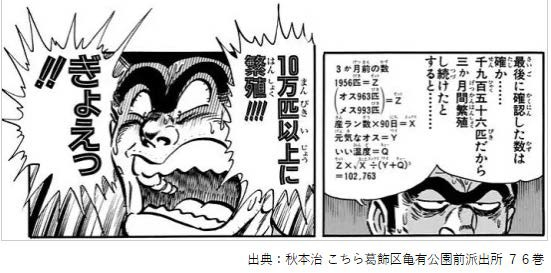 最後に確認した数は
確か……
千九百五十六匹だから
三か月間繁殖
し続けたと
すると……
3か月前の数
1956匹=Z
オス963匹
メス993匹
=Z
産ラン数×90日=X
元気なオス=Y
いい温度=Q
Z×√X÷(Y+Q)³
=102,763
10万匹以上に
繁殖!!!!
ぎょえっ
!!
出典：秋本治 こちら葛飾区亀有公園前派出所 ７６巻